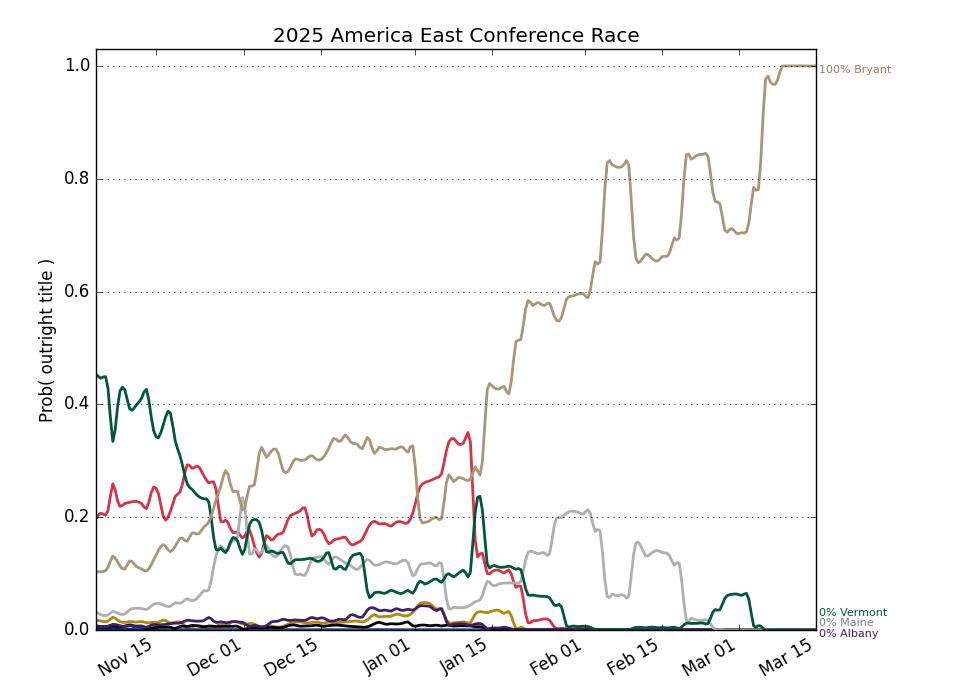 2025 America East Conference Race
Prob( outright title )
1.0
0.8
0.6
0.4
0.2
0.0
100% Bryant
0% Vermont
0% Maine
0% Albany
Nov 15
Dec 01
Dec 15
Jan 01
Jan 15
Feb 01
Feb 15
Mar 01
Mar 15